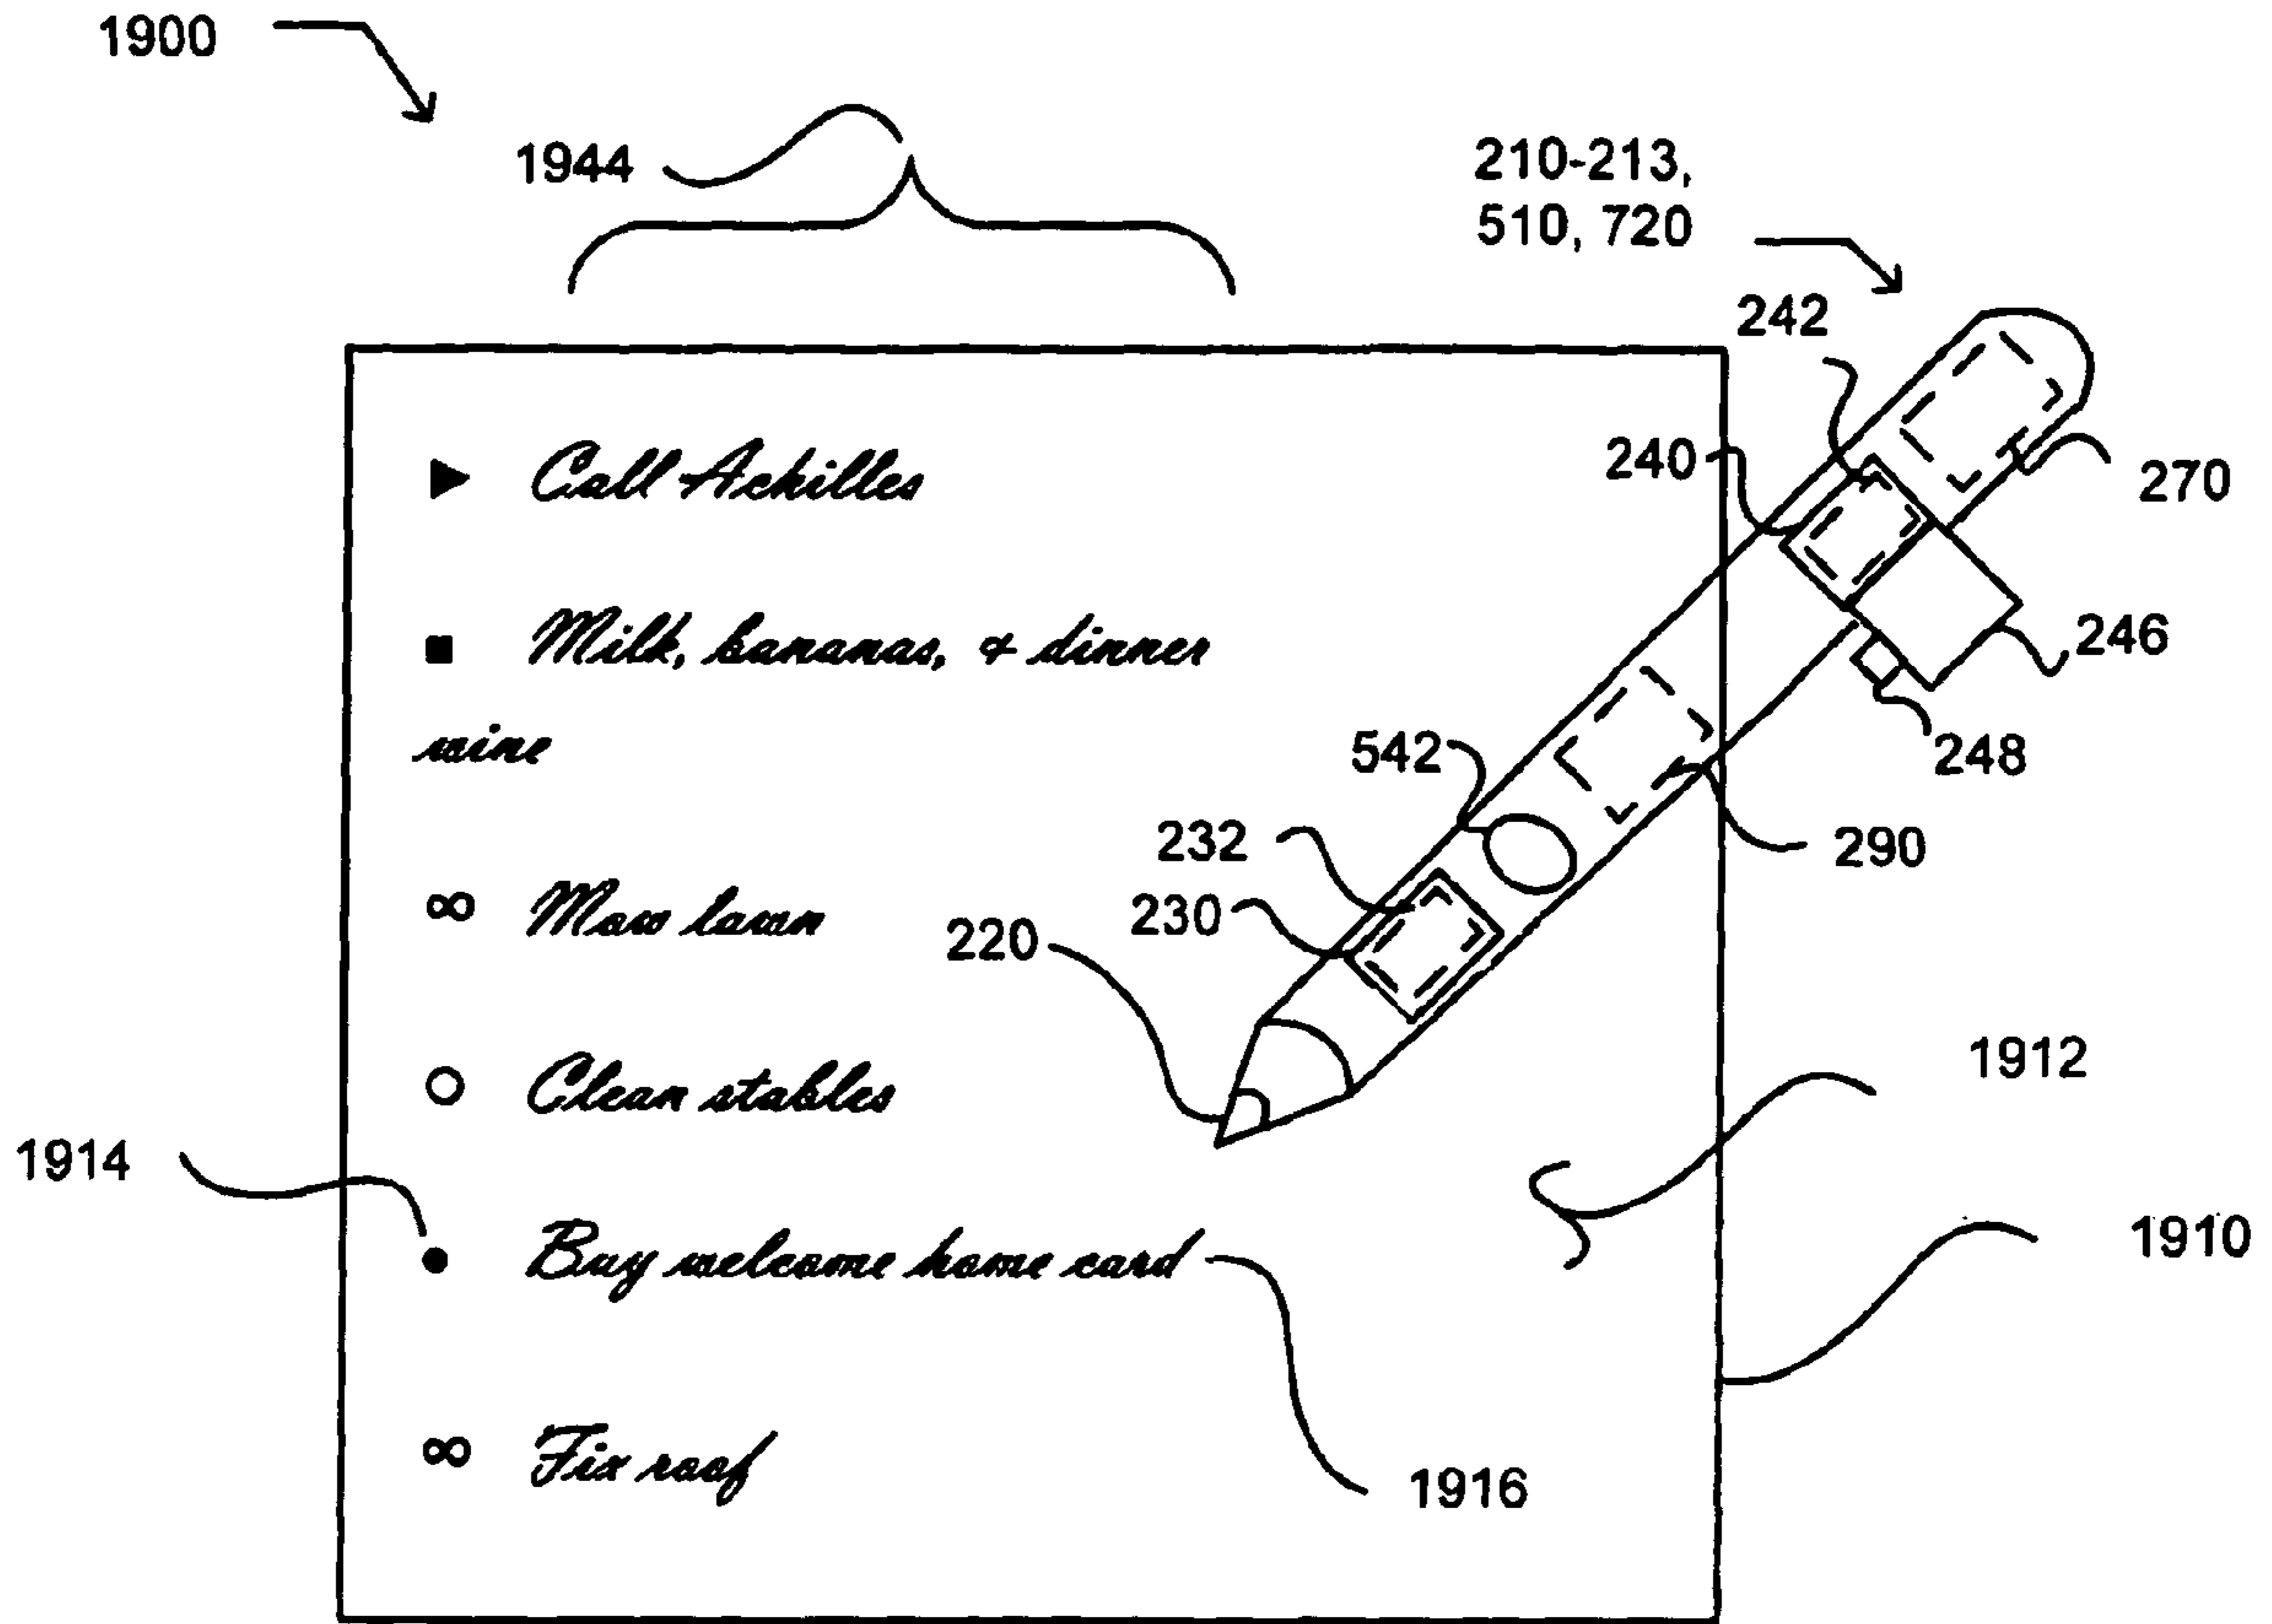 1900
1944
210-213,
510, 720
242
240
▶ Call Achilles
270
■ Milk, bananas, & dinner
246
wine
542
248
232
290
∞ Mow lawn
230
220
○ Clean stables
1912
1914
● Buy welcome home card
1910
∞ Fix roof
1916